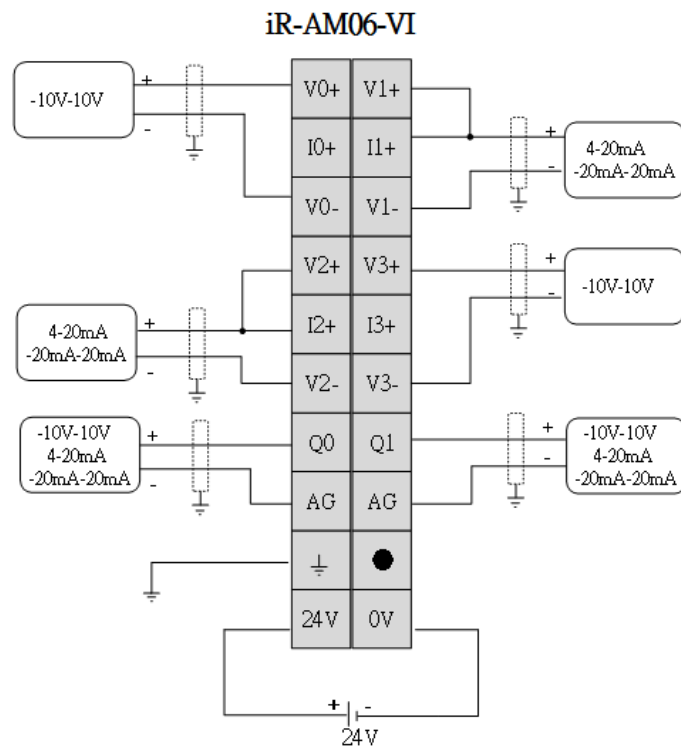 iR-AM06-VI
+
-10V-10V
-
V0+ V1+
I0+ I1+
V0- V1-
+
4-20mA
-20mA-20mA
-
V2+ V3+
I2+ I3+
V2- V3-
+
-10V-10V
-
+
4-20mA
-20mA-20mA
-
Q0 Q1
AG AG
+
-10V-10V
4-20mA
-20mA-20mA
-
+
-10V-10V
4-20mA
-20mA-20mA
-
24V 0V
+ -
24V